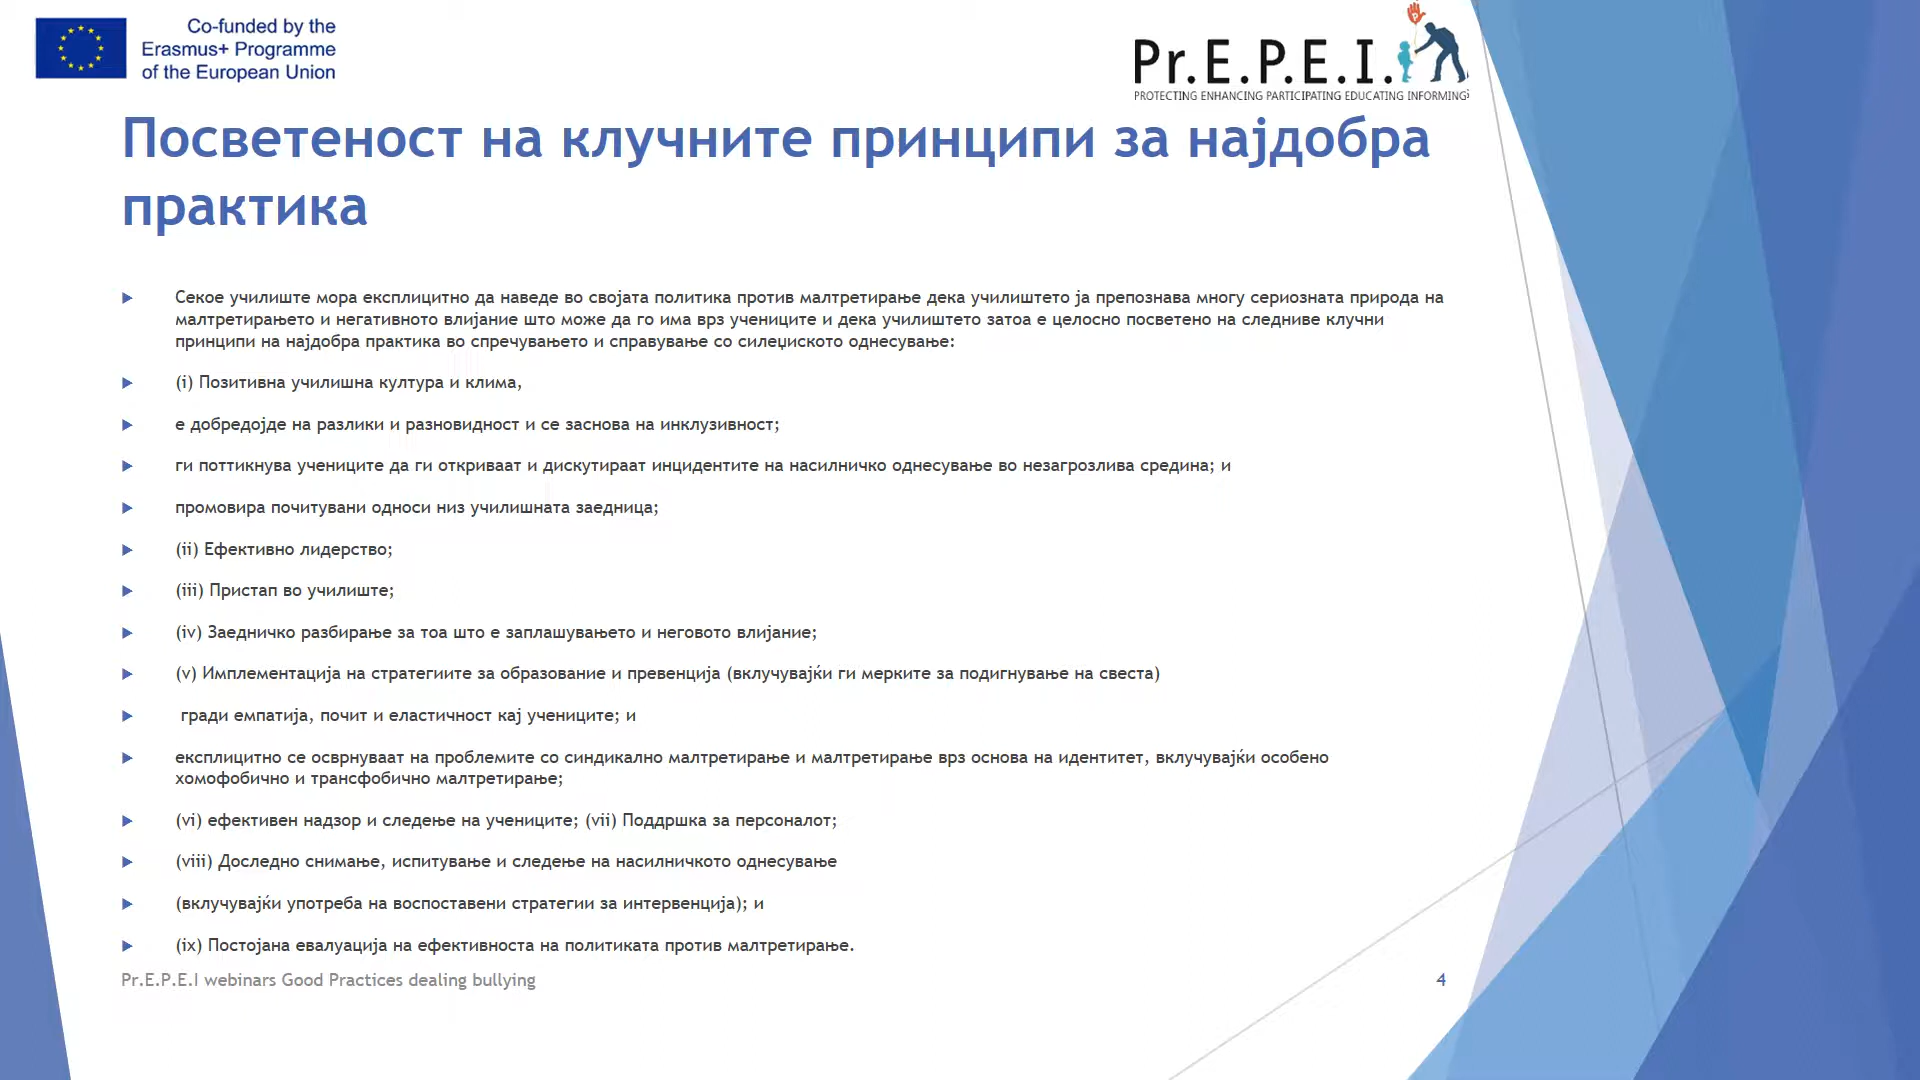 Co-funded by the
Erasmus+ Programme
of the European Union
Pr.E.P.E.I.
PROTECTING ENHANCING PARTICIPATING EDUCATING INFORMING
Посветеност на клучните принципи за најдобра
практика
Секое училиште мора експлицитно да наведе во својата политика против малтретирање дека училиштето ја препознава многу сериозната природа на
малтретирањето и негативното влијание што може да го има врз учениците и дека училиштето затоа е целосно посветено на следниве клучни
принципи на најдобра практика во спречувањето и справување со силеџиското однесување:
(i) Позитивна училишна култура и клима,
е добредојде на разлики и разновидност и се заснова на инклузивност;
ги поттикнува учениците да ги откриваат и дискутираат инцидентите на насилничко однесување во незагрозлива средина; и
промовира почитувани односи низ училишната заедница;
(ii) Ефективно лидерство;
(iii) Пристап во училиште;
(iv) Заедничко разбирање за тоа што е заплашувањето и неговото влијание;
(v) Имплементација на стратегиите за образование и превенција (вклучувајќи ги мерките за подигнување на свеста)
гради емпатија, почит и еластичност кај учениците; и
експлицитно се осврнуваат на проблемите со синдикално малтретирање и малтретирање врз основа на идентитет, вклучувајќи особено
хомофобично и трансфобично малтретирање;
(vi) ефективен надзор и следење на учениците; (vii) Поддршка за персоналот;
(viii) Доследно снимање, испитување и следење на насилничкото однесување
(вклучувајќи употреба на воспоставени стратегии за интервенција); и
(ix) Постојана евалуација на ефективноста на политиката против малтретирање.
Pr.E.P.E.I webinars Good Practices dealing bullying
4